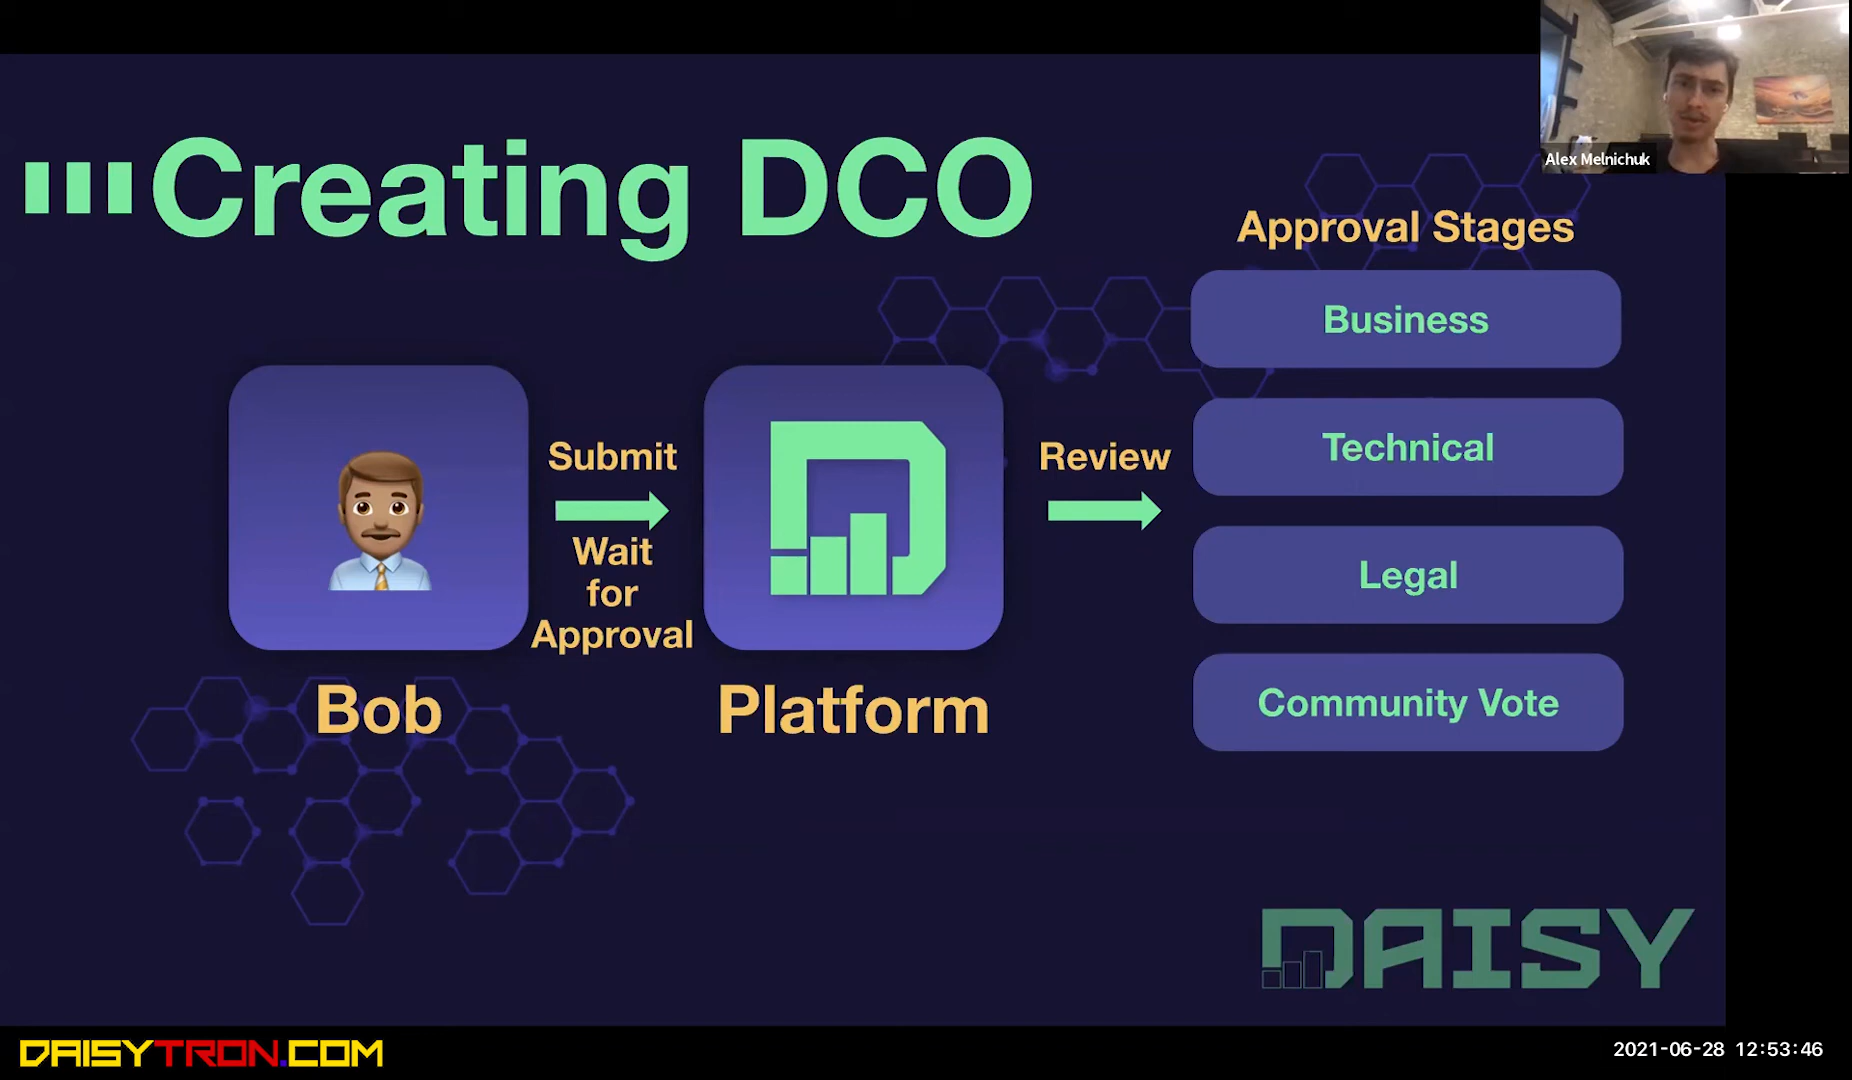 Creating DCO
Alex Melnichuk
Approval Stages
Business
Technical
Legal
Community Vote
Submit
Wait
for
Approval
Review
Bob
Platform
DAISY
DAISYTRON.COM
2021-06-28 12:53:46